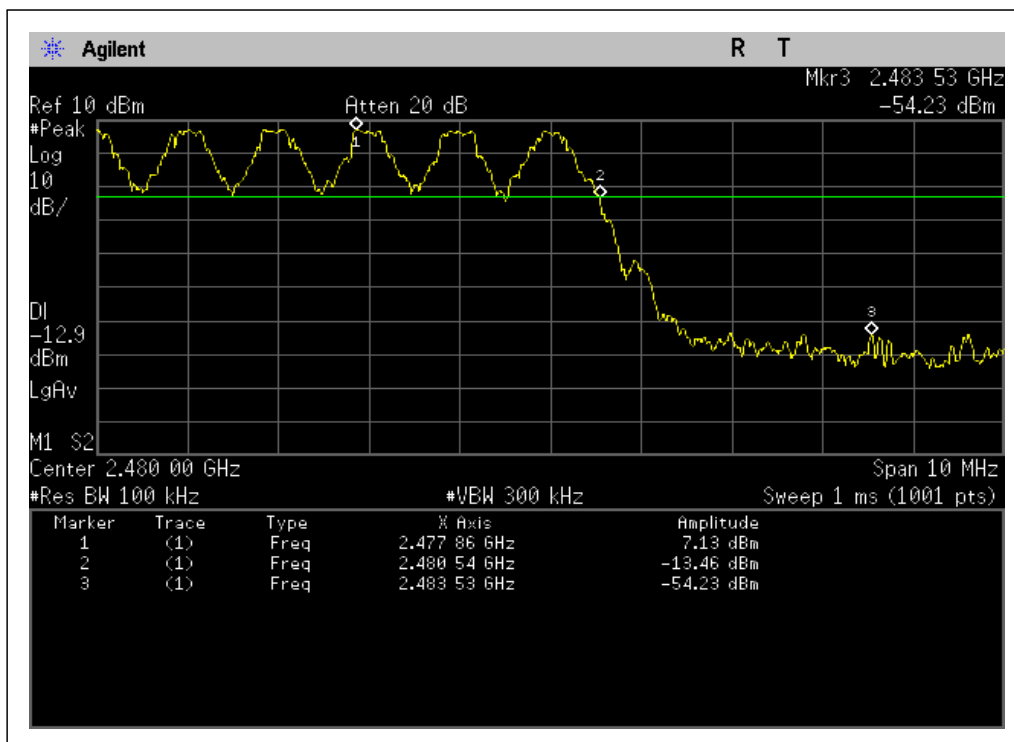 Agilent R T
Mkr3 2.483 53 GHz
Ref 10 dBm Atten 20 dB -54.23 dBm
#Peak
Log
10
dB/
1
2
3
DI
-12.9
dBm
LgAv
M1 S2
Center 2.480 00 GHz Span 10 MHz
#Res BW 100 kHz #VBW 300 kHz Sweep 1 ms (1001 pts)
Marker Trace Type X Axis Amplitude
1 (1) Freq 2.477 86 GHz 7.13 dBm
2 (1) Freq 2.480 54 GHz -13.46 dBm
3 (1) Freq 2.483 53 GHz -54.23 dBm